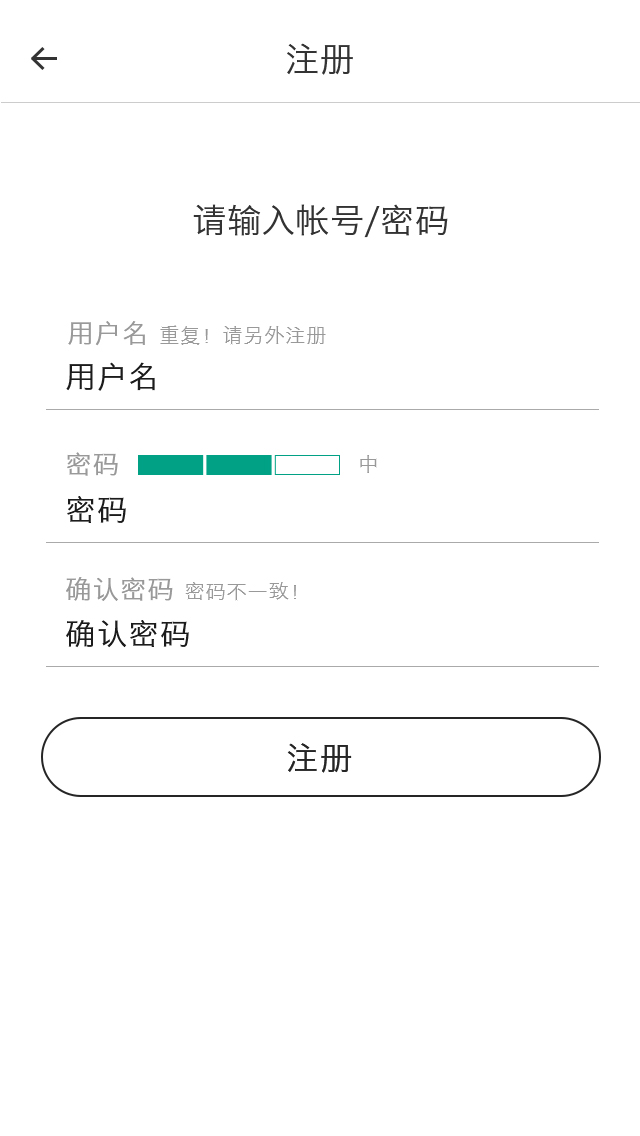 注册
请输入帐号/密码
用户名 重复！请另外注册
用户名
密码 中
密码
确认密码 密码不一致！
确认密码
注册